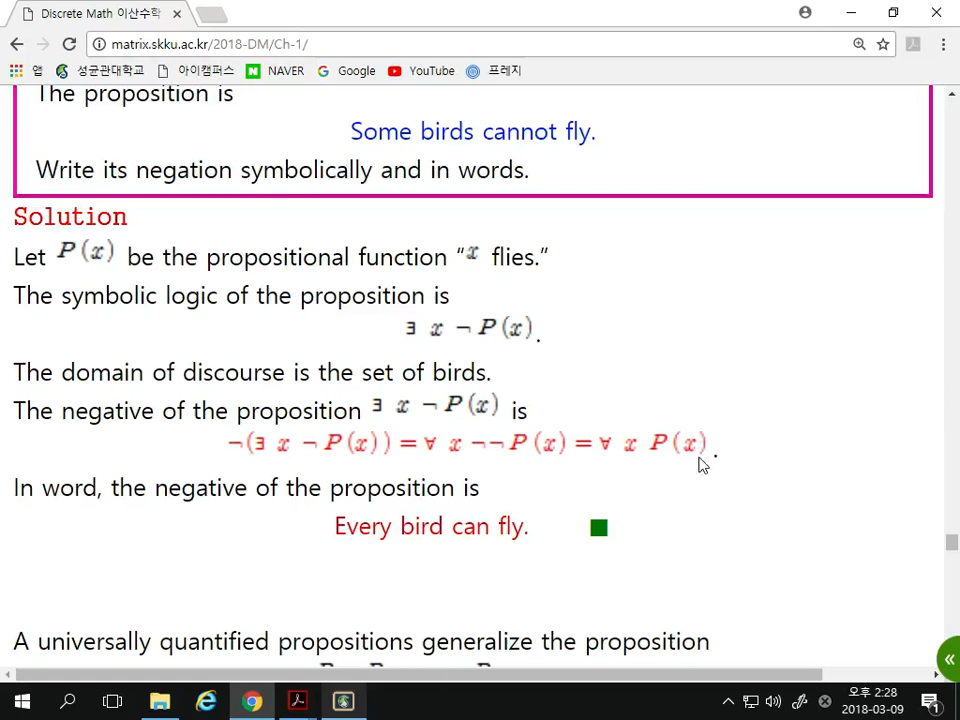 Discrete Math 이산수학
matrix.skku.ac.kr/2018-DM/Ch-1/
앱 성균관대학교 아이캠퍼스 NAVER Google YouTube 프레지
The proposition is
Some birds cannot fly.
Write its negation symbolically and in words.
Solution
Let P(x) be the propositional function “x flies.”
The symbolic logic of the proposition is
∃ x ¬P(x).
The domain of discourse is the set of birds.
The negative of the proposition ∃ x ¬P(x) is
¬(∃ x ¬P(x)) = ∀ x ¬¬P(x) = ∀ x P(x).
In word, the negative of the proposition is
Every bird can fly.
A universally quantified propositions generalize the proposition
오후 2:28
2018-03-09
1